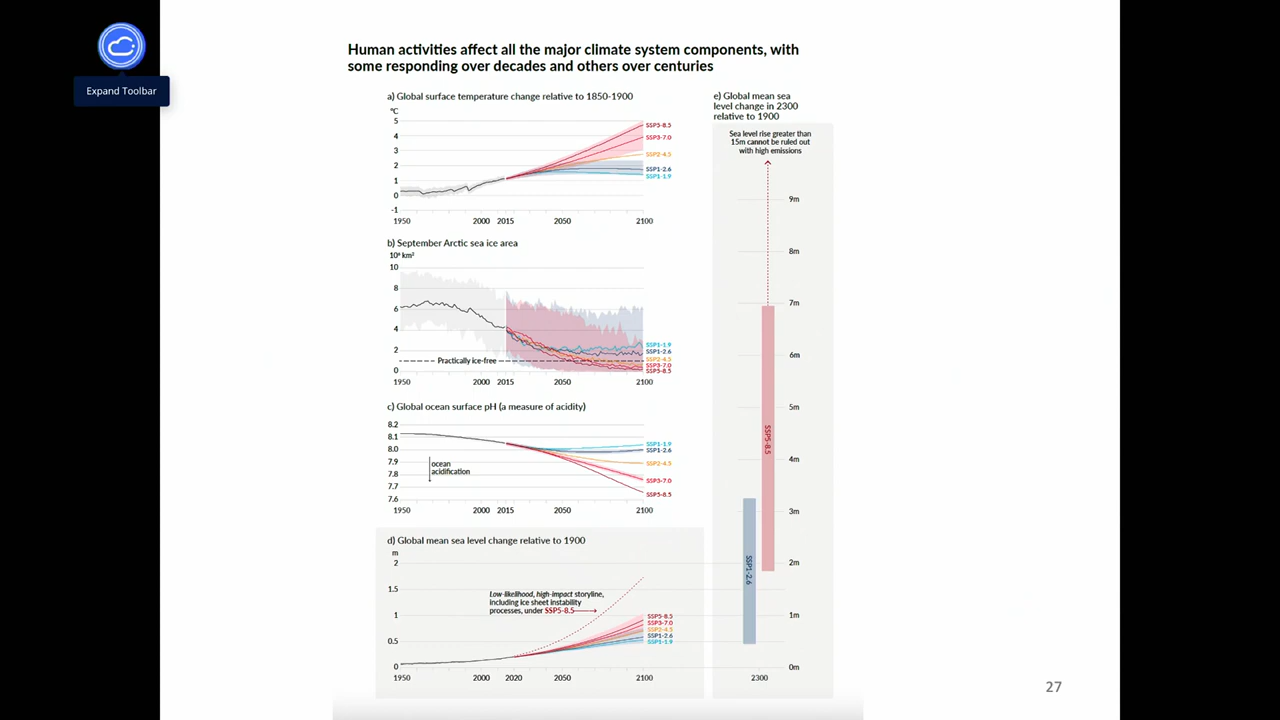 Expand Toolbar
Human activities affect all the major climate system components, with
some responding over decades and others over centuries
a) Global surface temperature change relative to 1850-1900
°C
5
4
3
2
1
0
-1
SSP5-8.5
SSP3-7.0
SSP2-4.5
SSP1-2.6
SSP1-1.9
1950 2000 2015 2050 2100
b) September Arctic sea ice area
10⁶ km²
10
8
6
4
2
0
Practically ice-free
SSP1-1.9
SSP1-2.6
SSP2-4.5
SSP3-7.0
SSP5-8.5
1950 2000 2015 2050 2100
c) Global ocean surface pH (a measure of acidity)
8.2
8.1
8.0
7.9
7.8
7.7
7.6
ocean
acidification
SSP1-1.9
SSP1-2.6
SSP2-4.5
SSP3-7.0
SSP5-8.5
1950 2000 2015 2050 2100
d) Global mean sea level change relative to 1900
m
2
1.5
1
0.5
0
Low-likelihood, high-impact storyline,
including ice sheet instability
processes, under SSP5-8.5
SSP5-8.5
SSP3-7.0
SSP2-4.5
SSP1-2.6
SSP1-1.9
1950 2000 2020 2050 2100
e) Global mean sea
level change in 2300
relative to 1900
Sea level rise greater than
15m cannot be ruled out
with high emissions
9m
8m
7m
6m
5m
4m
3m
2m
1m
0m
SSP5-8.5
SSP1-2.6
2300
27